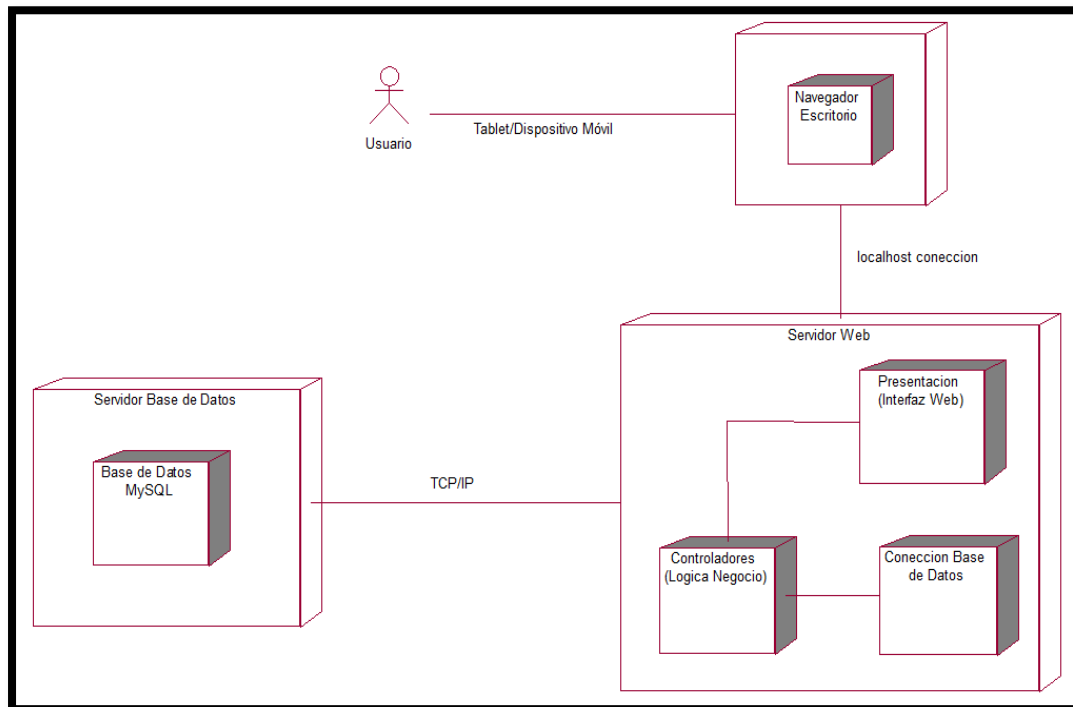 Navegador
Escritorio
Usuario
Tablet/Dispositivo Móvil
localhost coneccion
Servidor Web
Presentacion
(Interfaz Web)
Servidor Base de Datos
Base de Datos
MySQL
TCP/IP
Controladores
(Logica Negocio)
Coneccion Base
de Datos